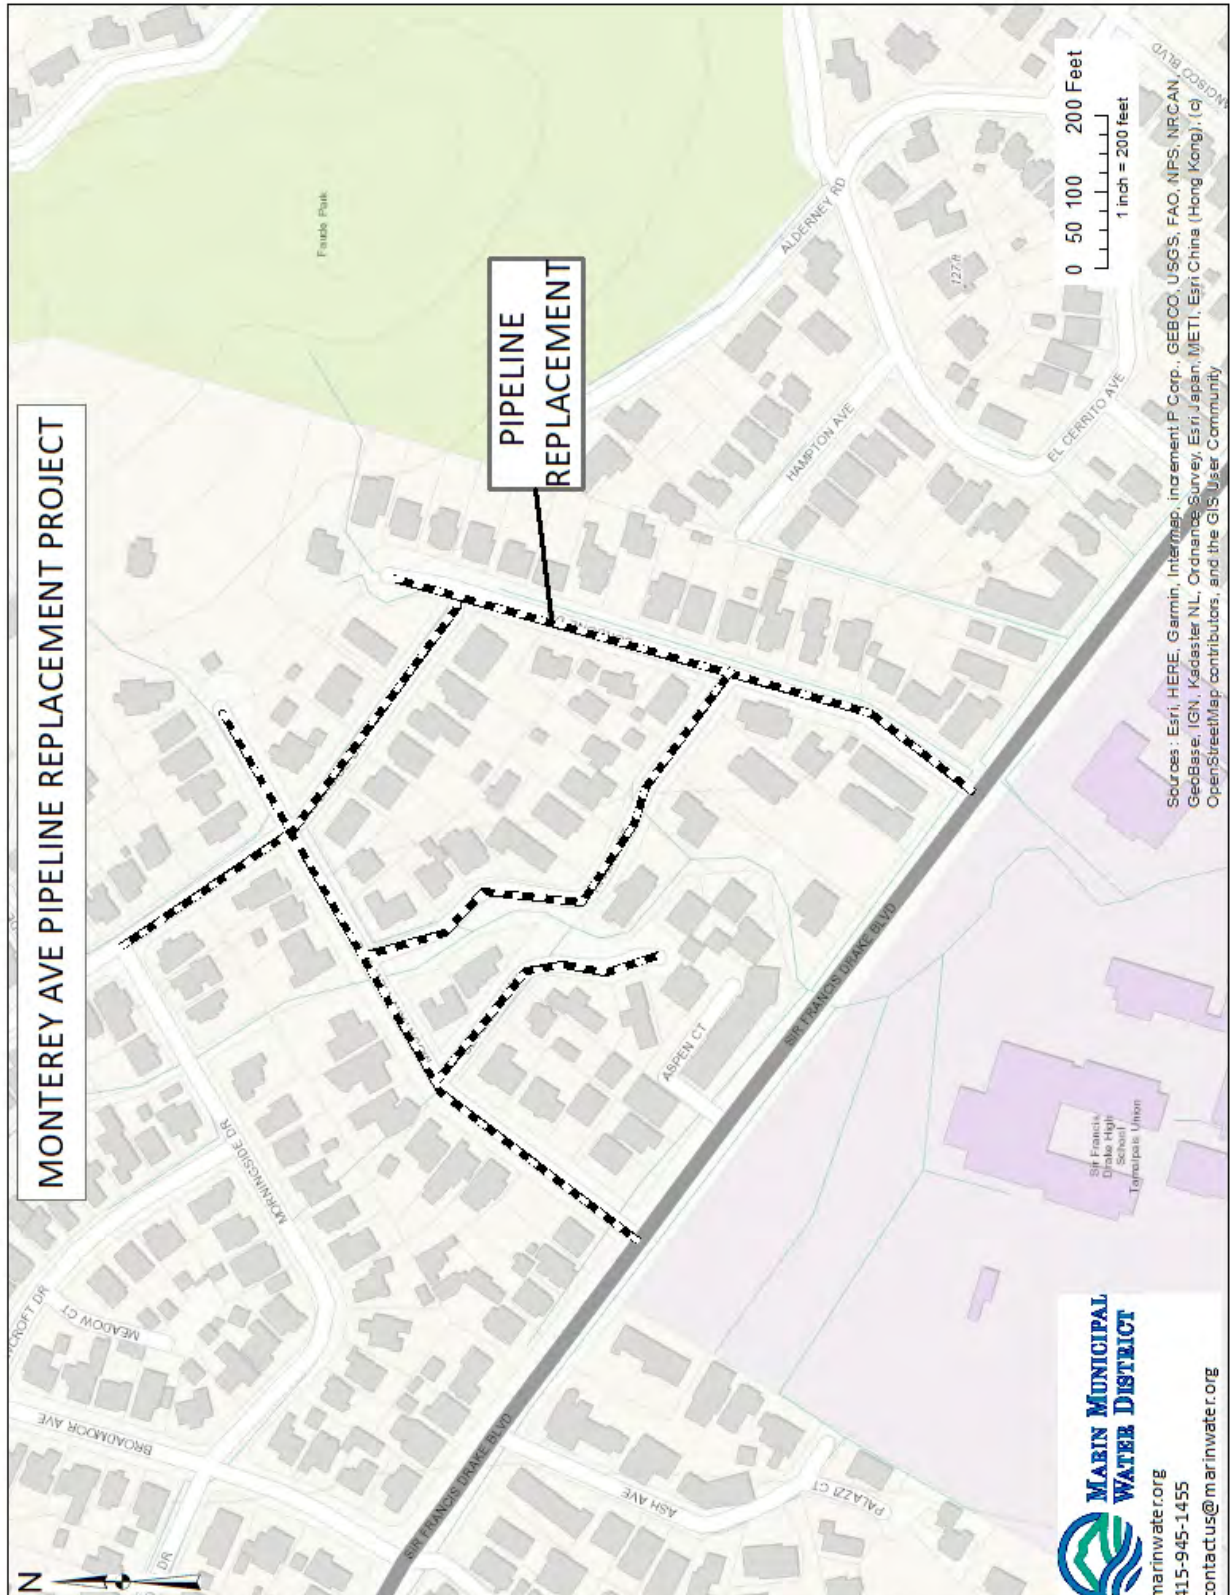 MONTEREY AVE PIPELINE REPLACEMENT PROJECT
N
DR
BROADMOOR AVE
MEADOW CT
MORNINGSIDE DR
Faude Park
PIPELINE
REPLACEMENT
ALDERNEY RD
HAMPTON AVE
EL CERRITO AVE
127 ft
ASPEN CT
SIR FRANCIS DRAKE BLVD
SIR FRANCIS DRAKE BLVD
ASH AVE
PALAZZI CT
Sir Francis
Drake High
School
Tamalpais Union
0 50 100 200 Feet
1 inch = 200 feet
MARIN MUNICIPAL
WATER DISTRICT
marinwater.org
415-945-1455
contactus@marinwater.org
Sources: Esri, HERE, Garmin, Intermap, increment P Corp., GEBCO, USGS, FAO, NPS, NRCAN,
GeoBase, IGN, Kadaster NL, Ordnance Survey, Esri Japan, METI, Esri China (Hong Kong), (c)
OpenStreetMap contributors, and the GIS User Community